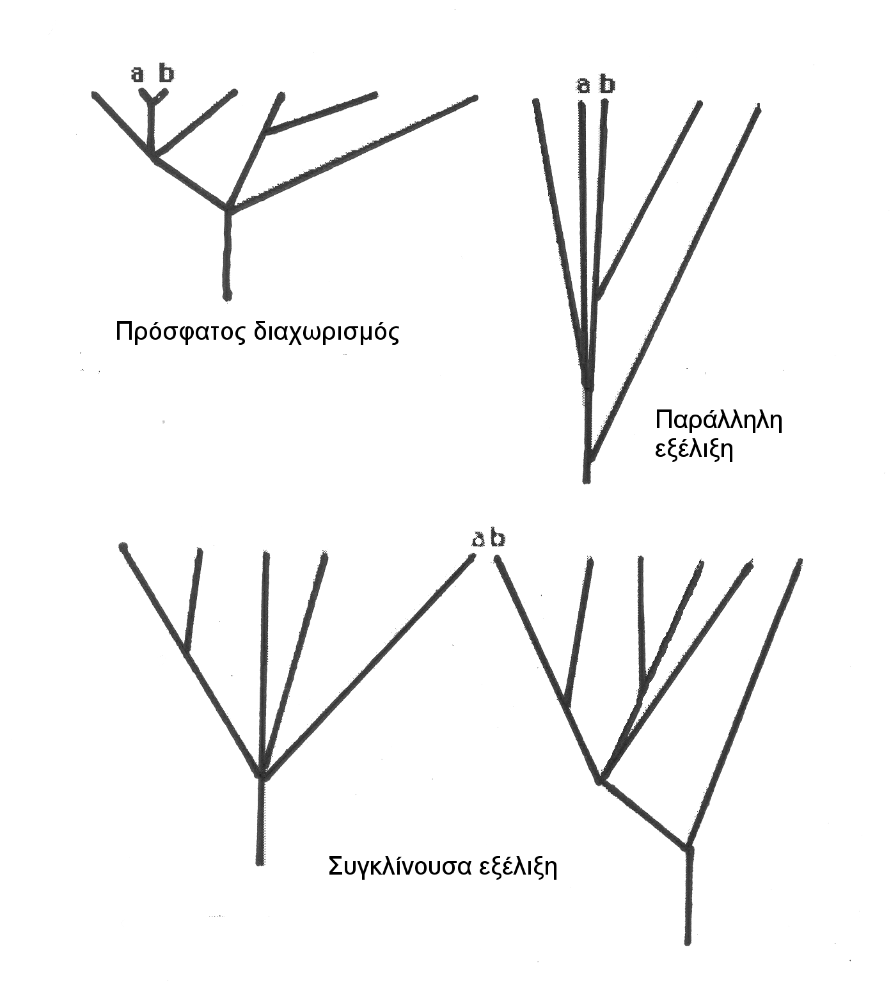 a b
a b
Πρόσφατος διαχωρισμός
Παράλληλη
εξέλιξη
a b
Συγκλίνουσα εξέλιξη